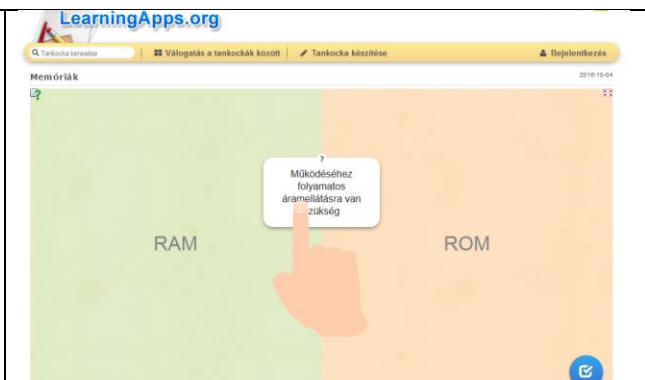 LearningApps.org
Tankocka keresése
Válogatás a tankockák között
Tankocka készítése
Bejelentkezés
Memóriák
2016-10-04
?
Működéséhez
folyamatos
áramellátásra van
zükség
RAM
ROM